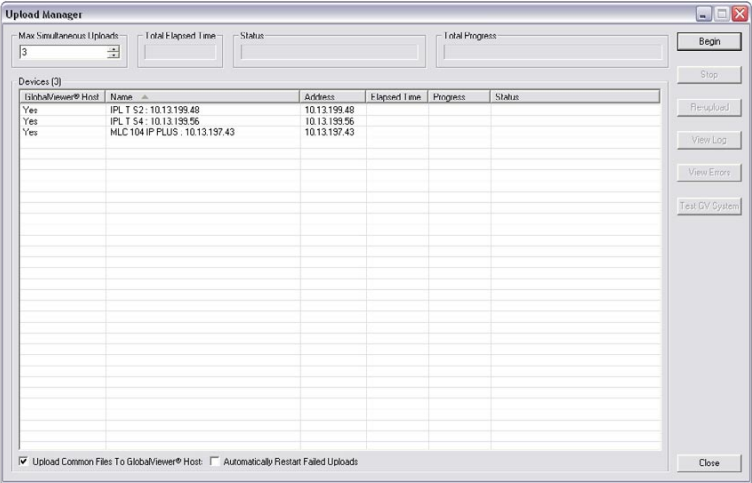 Upload Manager
Max Simultaneous Uploads
Total Elapsed Time
Status
Total Progress
3
Begin
Stop
Re-upload
View Log
View Errors
Test GV System
Devices (3)
GlobalViewer® Host Name Address Elapsed Time Progress Status
Yes IPL T S2 : 10.13.199.48 10.13.199.48
Yes IPL T S4 : 10.13.199.56 10.13.199.56
Yes MLC 104 IP PLUS : 10.13.197.43 10.13.197.43
Upload Common Files To GlobalViewer® Host Automatically Restart Failed Uploads
Close